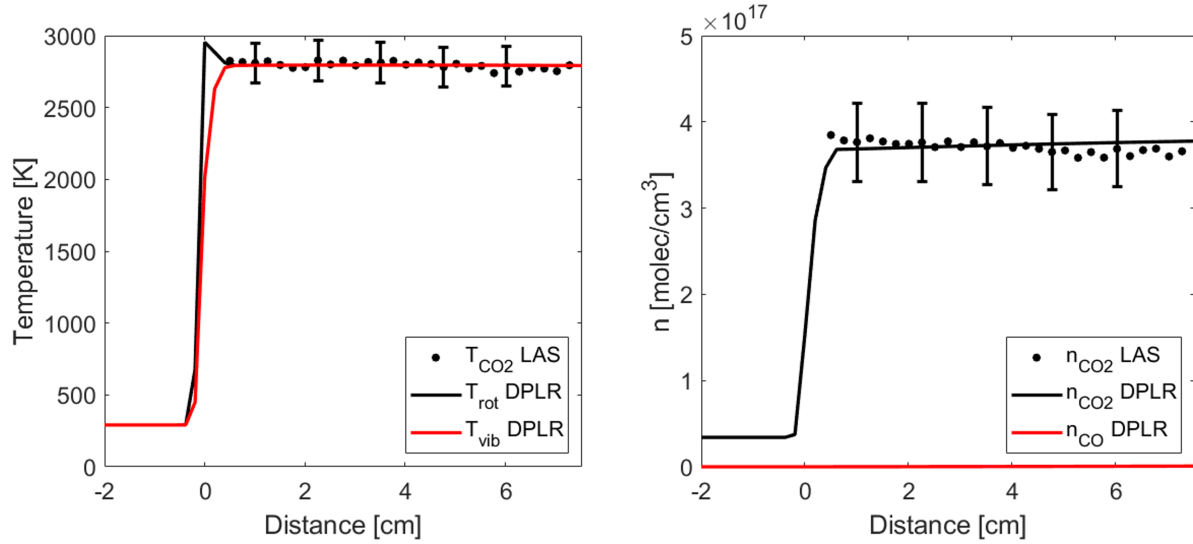 3000
2500
2000
1500
1000
500
0
-2
0
2
4
6
Temperature [K]
Distance [cm]
T_CO2 LAS
T_rot DPLR
T_vib DPLR
×10^17
5
4
3
2
1
0
-2
0
2
4
6
n [molec/cm^3]
Distance [cm]
n_CO2 LAS
n_CO2 DPLR
n_CO DPLR